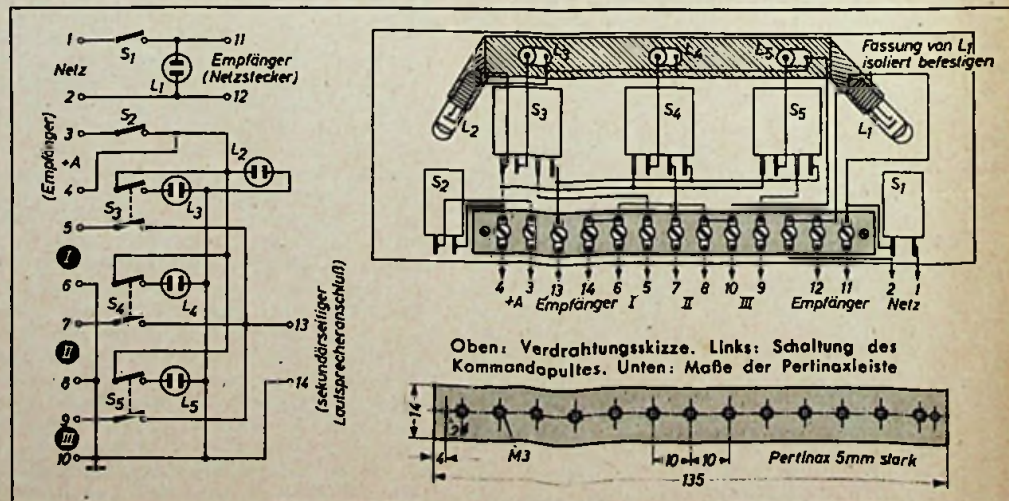 1
S1
11
Netz
L1
Empfänger
(Netzstecker)
2
12
3
S2
(Empfänger)
+A
L2
4
L3
S3
5
I
6
L4
S4
7
13
II
8
14
L5
S5
9
III
10
(sekundärseitiger
Lautsprecheranschluß)
L3
L4
L5
Fassung von L1
isoliert befestigen
L2
S3
S4
S5
L1
S2
S1
4 3 13 14 6 5 7 8 10 9 12 11 2 1
+A Empfänger I II III Empfänger Netz
Oben: Verdrahtungsskizze. Links: Schaltung des
Kommandopultes. Unten: Maße der Pertinaxleiste
14
M3
4
10 10
Pertinax 5mm stark
135